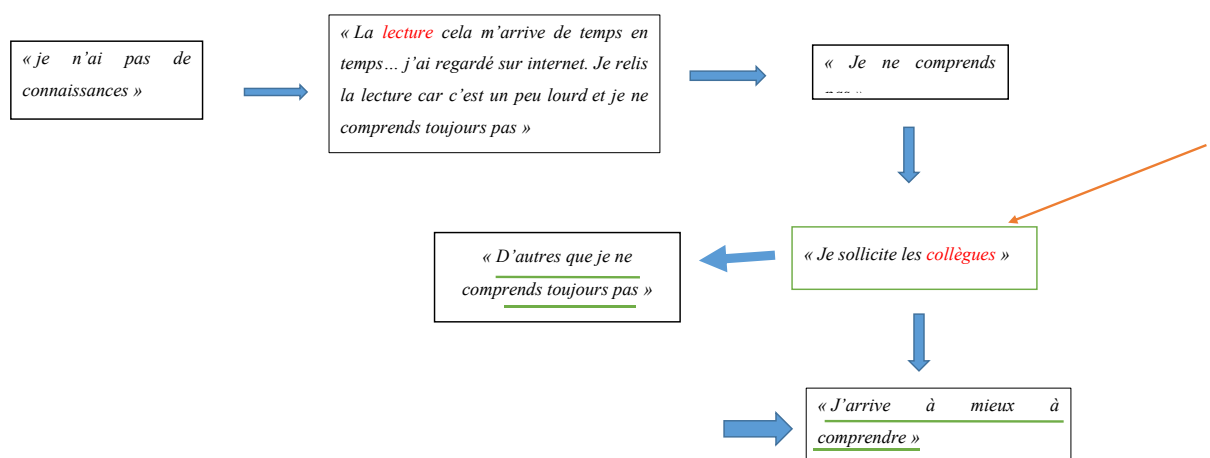 « je n'ai pas de
connaissances »
« La lecture cela m'arrive de temps en
temps… j'ai regardé sur internet. Je relis
la lecture car c'est un peu lourd et je ne
comprends toujours pas »
« Je ne comprends
« D'autres que je ne
comprends toujours pas »
« Je sollicite les collègues »
« J'arrive à mieux à
comprendre »